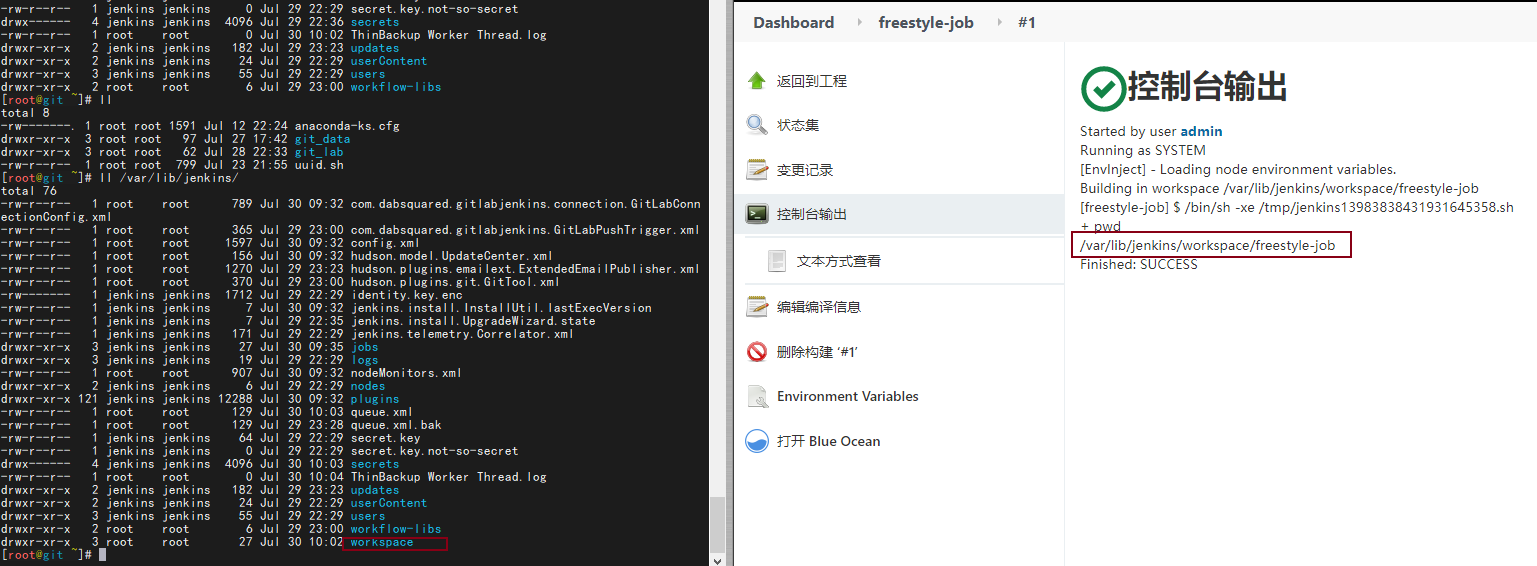 -rw-r--r-- 1 jenkins jenkins 0 Jul 29 22:29 secret.key.not-so-secret
drwx------ 4 jenkins jenkins 4096 Jul 29 22:36 secrets
-rw-r--r-- 1 root root 0 Jul 30 10:02 ThinBackup Worker Thread.log
drwxr-xr-x 2 jenkins jenkins 182 Jul 29 23:23 updates
drwxr-xr-x 2 jenkins jenkins 24 Jul 29 22:29 userContent
drwxr-xr-x 3 jenkins jenkins 55 Jul 29 22:29 users
drwxr-xr-x 2 root root 6 Jul 29 23:00 workflow-libs
[root@git ~]# ll
total 8
-rw-------. 1 root root 1591 Jul 12 22:24 anaconda-ks.cfg
drwxr-xr-x 3 root root 97 Jul 27 17:42 git_data
drwxr-xr-x 3 root root 62 Jul 28 22:33 git_lab
-rw-r--r-- 1 root root 799 Jul 23 21:55 uuid.sh
[root@git ~]# ll /var/lib/jenkins/
total 76
-rw-r--r-- 1 root root 789 Jul 30 09:32 com.dabsquared.gitlabjenkins.connection.GitLabConn
ectionConfig.xml
-rw-r--r-- 1 root root 365 Jul 29 23:00 com.dabsquared.gitlabjenkins.GitLabPushTrigger.xml
-rw-r--r-- 1 root root 1597 Jul 30 09:32 config.xml
-rw-r--r-- 1 root root 156 Jul 30 09:32 hudson.model.UpdateCenter.xml
-rw-r--r-- 1 root root 1270 Jul 29 23:23 hudson.plugins.emailext.ExtendedEmailPublisher.xml
-rw-r--r-- 1 root root 370 Jul 29 23:00 hudson.plugins.git.GitTool.xml
-rw------- 1 jenkins jenkins 1712 Jul 29 22:29 identity.key.enc
-rw-r--r-- 1 jenkins jenkins 7 Jul 30 09:32 jenkins.install.InstallUtil.lastExecVersion
-rw-r--r-- 1 jenkins jenkins 7 Jul 29 22:35 jenkins.install.UpgradeWizard.state
-rw-r--r-- 1 jenkins jenkins 171 Jul 29 22:29 jenkins.telemetry.Correlator.xml
drwxr-xr-x 3 jenkins jenkins 27 Jul 30 09:35 jobs
drwxr-xr-x 3 jenkins jenkins 19 Jul 29 22:29 logs
-rw-r--r-- 1 root root 907 Jul 30 09:32 nodeMonitors.xml
drwxr-xr-x 2 jenkins jenkins 6 Jul 29 22:29 nodes
drwxr-xr-x 121 jenkins jenkins 12288 Jul 30 09:32 plugins
-rw-r--r-- 1 root root 129 Jul 30 10:03 queue.xml
-rw-r--r-- 1 root root 129 Jul 29 23:28 queue.xml.bak
-rw-r--r-- 1 jenkins jenkins 64 Jul 29 22:29 secret.key
-rw-r--r-- 1 jenkins jenkins 0 Jul 29 22:29 secret.key.not-so-secret
drwx------ 4 jenkins jenkins 4096 Jul 30 10:03 secrets
-rw-r--r-- 1 root root 0 Jul 30 10:04 ThinBackup Worker Thread.log
drwxr-xr-x 2 jenkins jenkins 182 Jul 29 23:23 updates
drwxr-xr-x 2 jenkins jenkins 24 Jul 29 22:29 userContent
drwxr-xr-x 3 jenkins jenkins 55 Jul 29 22:29 users
drwxr-xr-x 2 root root 6 Jul 29 23:00 workflow-libs
drwxr-xr-x 3 root root 27 Jul 30 10:02 workspace
[root@git ~]#
Dashboard freestyle-job #1
返回到工程
状态集
变更记录
控制台输出
文本方式查看
编辑编译信息
删除构建 ‘#1’
Environment Variables
打开 Blue Ocean
控制台输出
Started by user admin
Running as SYSTEM
[EnvInject] - Loading node environment variables.
Building in workspace /var/lib/jenkins/workspace/freestyle-job
[freestyle-job] $ /bin/sh -xe /tmp/jenkins13983838431931645358.sh
+ pwd
/var/lib/jenkins/workspace/freestyle-job
Finished: SUCCESS